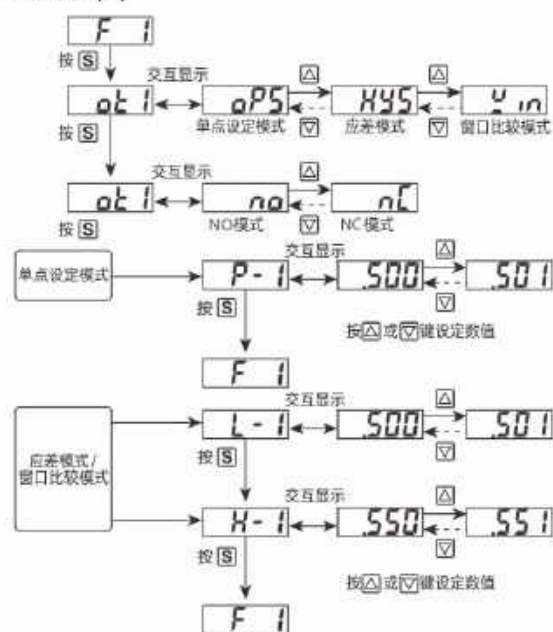 F 1
按 S
交互显示
ot 1 oPS HYS Yin
单点设定模式 应差模式 窗口比较模式
按 S
交互显示
ot 1 no nC
NO模式 NC模式
按 S
交互显示
单点设定模式 P-1 .500 .501
按 S
按△或▽键设定数值
F 1
交互显示
L-1 .500 .501
按 S
应差模式/
窗口比较模式
交互显示
H-1 .550 .551
按 S
按△或▽键设定数值
F 1